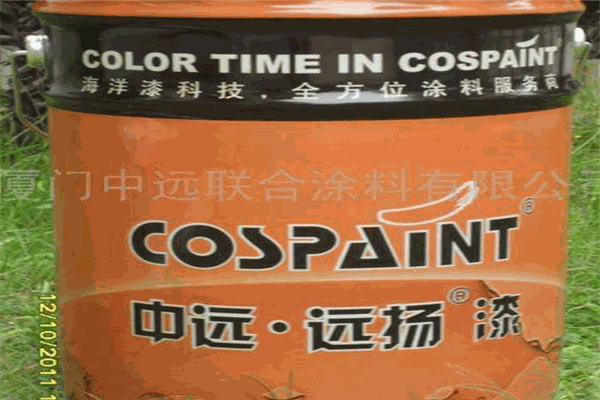 COLOR TIME IN COSPAINT
海洋漆科技.全方位涂料服务商
厦门中远联合涂料有限公司
COSPAINT®
中远·远扬®漆
12/10/2011 1